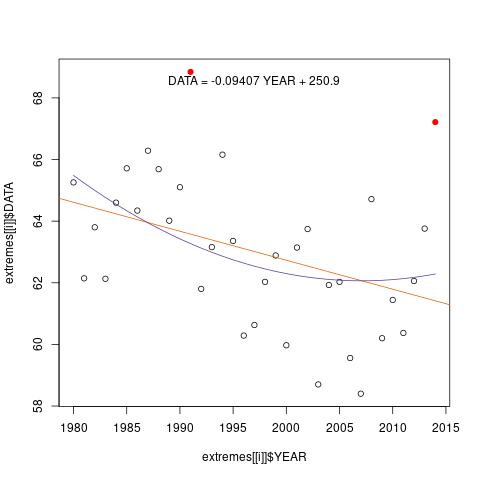 DATA = -0.09407 YEAR + 250.9
68
66
64
62
60
58
extremes[[i]]$DATA
1980 1985 1990 1995 2000 2005 2010 2015
extremes[[i]]$YEAR